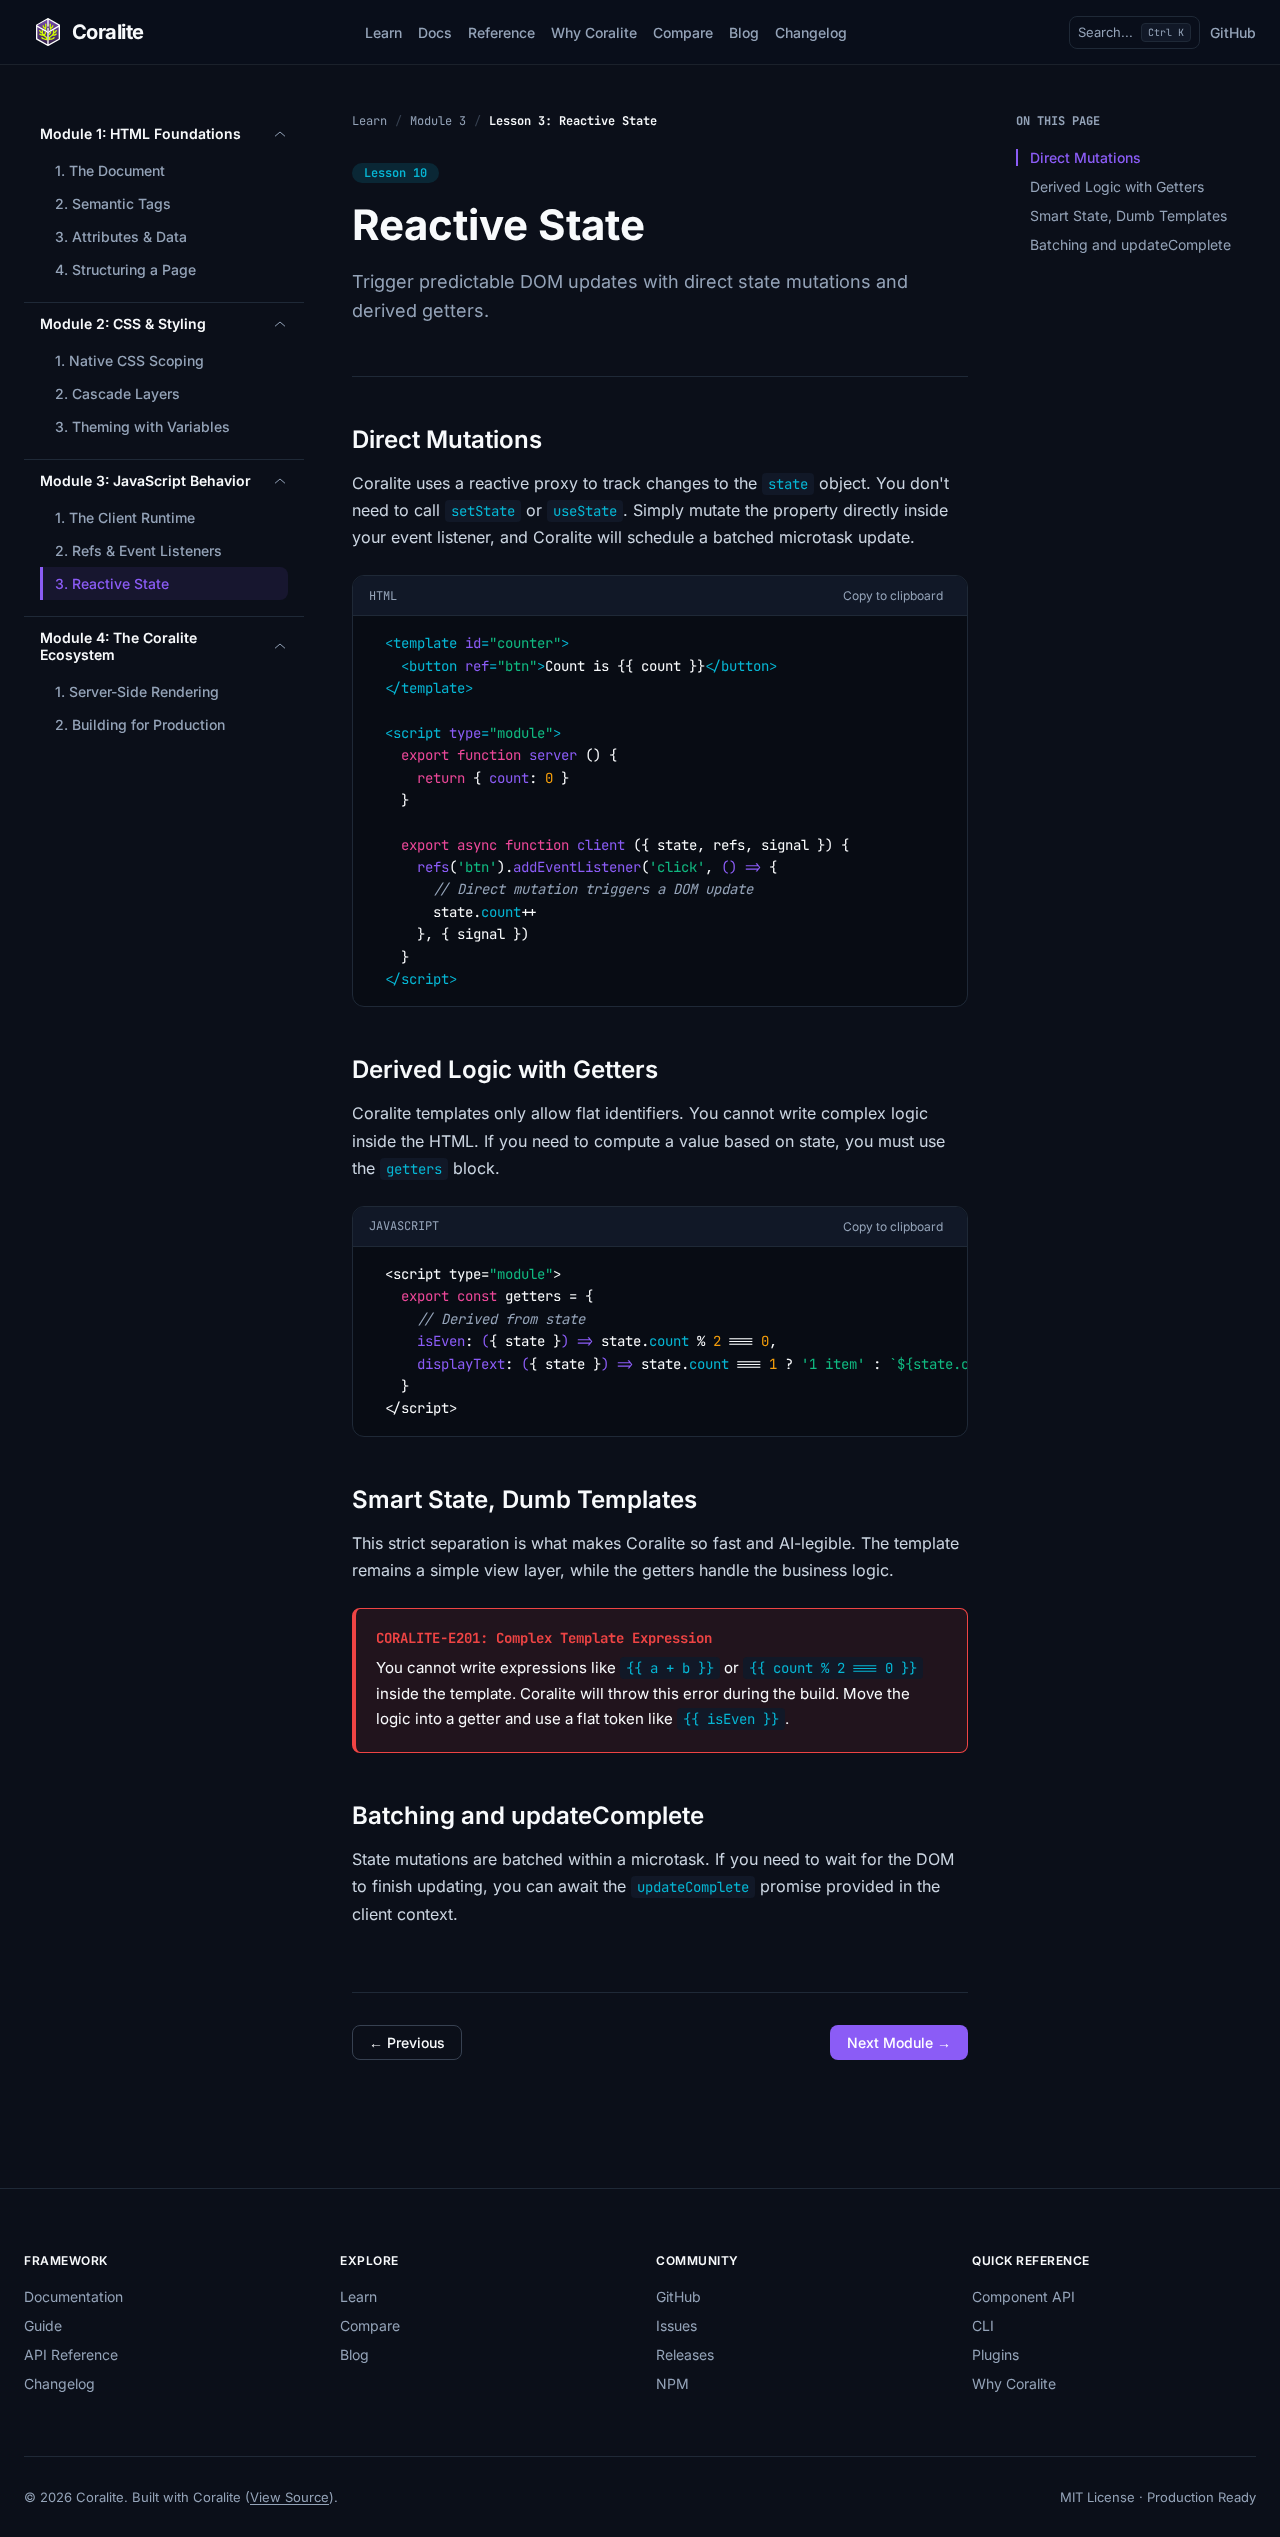 Coralite
Learn Docs Reference Why Coralite Compare Blog Changelog
Search... Ctrl K GitHub
Module 1: HTML Foundations
1. The Document
2. Semantic Tags
3. Attributes & Data
4. Structuring a Page
Module 2: CSS & Styling
1. Native CSS Scoping
2. Cascade Layers
3. Theming with Variables
Module 3: JavaScript Behavior
1. The Client Runtime
2. Refs & Event Listeners
3. Reactive State
Module 4: The Coralite
Ecosystem
1. Server-Side Rendering
2. Building for Production
Learn / Module 3 / Lesson 3: Reactive State
Lesson 10
Reactive State
Trigger predictable DOM updates with direct state mutations and
derived getters.
Direct Mutations
Coralite uses a reactive proxy to track changes to the state object. You don't
need to call setState or useState. Simply mutate the property directly inside
your event listener, and Coralite will schedule a batched microtask update.
HTML Copy to clipboard
<template id="counter">
  <button ref="btn">Count is {{ count }}</button>
</template>
<script type="module">
  export function server () {
    return { count: 0 }
  }
  export async function client ({ state, refs, signal }) {
    refs('btn').addEventListener('click', () => {
      // Direct mutation triggers a DOM update
      state.count++
    }, { signal })
  }
</script>
Derived Logic with Getters
Coralite templates only allow flat identifiers. You cannot write complex logic
inside the HTML. If you need to compute a value based on state, you must use
the getters block.
JAVASCRIPT Copy to clipboard
<script type="module">
  export const getters = {
    // Derived from state
    isEven: ({ state }) => state.count % 2 === 0,
    displayText: ({ state }) => state.count === 1 ? '1 item' : `${state.c
  }
</script>
Smart State, Dumb Templates
This strict separation is what makes Coralite so fast and AI-legible. The template
remains a simple view layer, while the getters handle the business logic.
CORALITE-E201: Complex Template Expression
You cannot write expressions like {{ a + b }} or {{ count % 2 === 0 }}
inside the template. Coralite will throw this error during the build. Move the
logic into a getter and use a flat token like {{ isEven }}.
Batching and updateComplete
State mutations are batched within a microtask. If you need to wait for the DOM
to finish updating, you can await the updateComplete promise provided in the
client context.
← Previous
Next Module →
ON THIS PAGE
Direct Mutations
Derived Logic with Getters
Smart State, Dumb Templates
Batching and updateComplete
FRAMEWORK
Documentation
Guide
API Reference
Changelog
EXPLORE
Learn
Compare
Blog
COMMUNITY
GitHub
Issues
Releases
NPM
QUICK REFERENCE
Component API
CLI
Plugins
Why Coralite
© 2026 Coralite. Built with Coralite (View Source).
MIT License · Production Ready